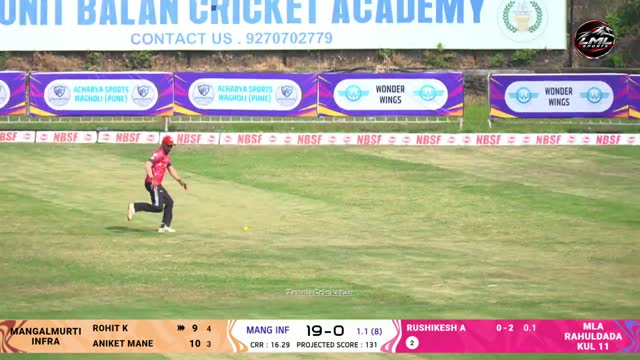 UNIT BALAN CRICKET ACADEMY
CONTACT US . 9270702779
LML
SPORTS
ACHARYA SPORTS
WAGHOLI (PUNE)
ACHARYA SPORTS
WAGHOLI (PUNE)
WONDER
WINGS
WONDER
WINGS
NBSF NBSF NBSF NBSF NBSF NBSF NBSF NBSF NBSF NBSF NBSF NBSF
MANGALMURTI
INFRA
ROHIT K 9 4
ANIKET MANE 10 3
MANG INF 19-0 1.1 (8)
CRR : 16.29 PROJECTED SCORE : 131
RUSHIKESH A 0-2 0.1
2
MLA
RAHULDADA
KUL 11